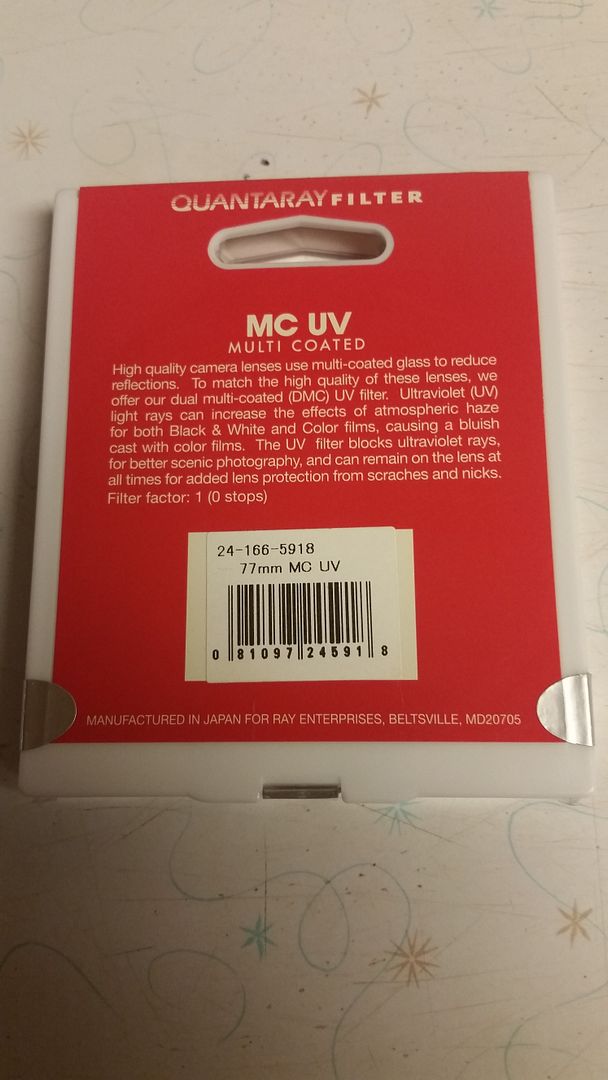 QUANTARAY FILTER
MC UV
MULTI COATED
High quality camera lenses use multi-coated glass to reduce
reflections. To match the high quality of these lenses, we
offer our dual multi-coated (DMC) UV filter. Ultraviolet (UV)
light rays can increase the effects of atmospheric haze
for both Black & White and Color films, causing a bluish
cast with color films. The UV filter blocks ultraviolet rays,
for better scenic photography, and can remain on the lens at
all times for added lens protection from scraches and nicks.
Filter factor: 1 (0 stops)
24-166-5918
77mm MC UV
0 81097 24591 8
MANUFACTURED IN JAPAN FOR RAY ENTERPRISES, BELTSVILLE, MD20705